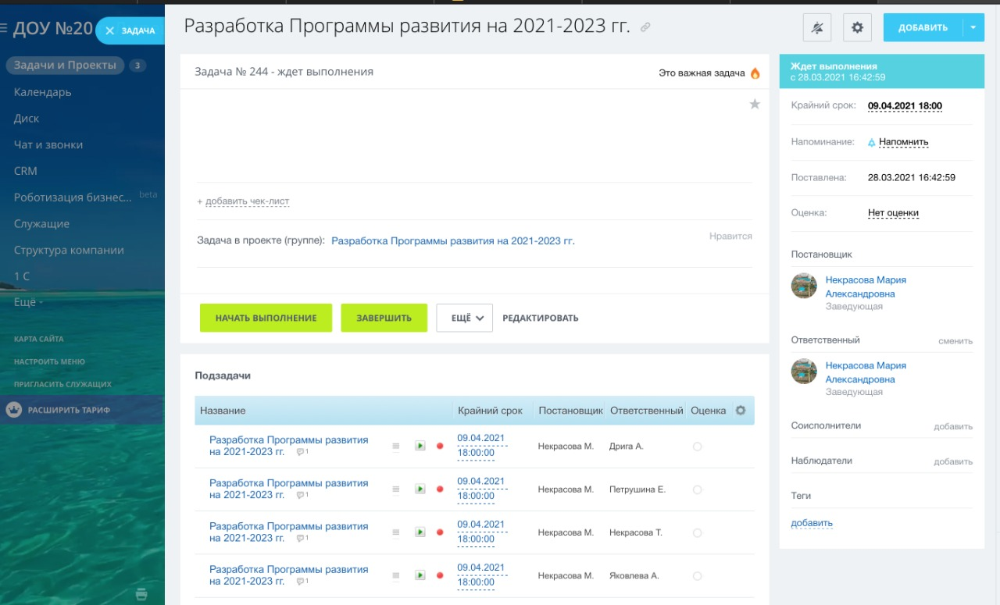 ДОУ №20
ЗАДАЧА
Задачи и Проекты 3
Календарь
Диск
Чат и звонки
CRM
Роботизация бизнес... beta
Служащие
Структура компании
1 С
Ещё -
КАРТА САЙТА
НАСТРОИТЬ МЕНЮ
ПРИГЛАСИТЬ СЛУЖАЩИХ
РАСШИРИТЬ ТАРИФ
Разработка Программы развития на 2021-2023 гг.
ДОБАВИТЬ
Задача № 244 - ждет выполнения
Это важная задача
+ добавить чек-лист
Задача в проекте (группе): Разработка Программы развития на 2021-2023 гг.
Нравится
НАЧАТЬ ВЫПОЛНЕНИЕ ЗАВЕРШИТЬ ЕЩЁ РЕДАКТИРОВАТЬ
Подзадачи
Название Крайний срок Постановщик Ответственный Оценка
Разработка Программы развития
на 2021-2023 гг. 1
09.04.2021
18:00:00
Некрасова М. Дрига А.
Разработка Программы развития
на 2021-2023 гг. 1
09.04.2021
18:00:00
Некрасова М. Петрушина Е.
Разработка Программы развития
на 2021-2023 гг. 1
09.04.2021
18:00:00
Некрасова М. Некрасова Т.
Разработка Программы развития
на 2021-2023 гг. 1
09.04.2021
18:00:00
Некрасова М. Яковлева А.
Ждет выполнения
с 28.03.2021 16:42:59
Крайний срок: 09.04.2021 18:00
Напоминание: Напомнить
Поставлена: 28.03.2021 16:42:59
Оценка: Нет оценки
Постановщик
Некрасова Мария
Александровна
Заведующая
Ответственный сменить
Некрасова Мария
Александровна
Заведующая
Соисполнители добавить
Наблюдатели добавить
Теги
добавить